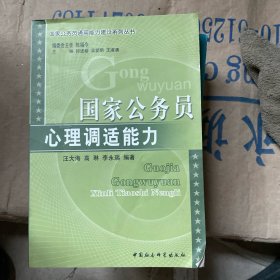 国家公务员通用能力建设系列丛书
Gong
wuyuan
国家公务员
心理调适能力
汪大海 高琳 李永瑞 编著
Guojia
Gongwuyuan
Xinli Tiaoshi Nengli
中国社会科学出版社